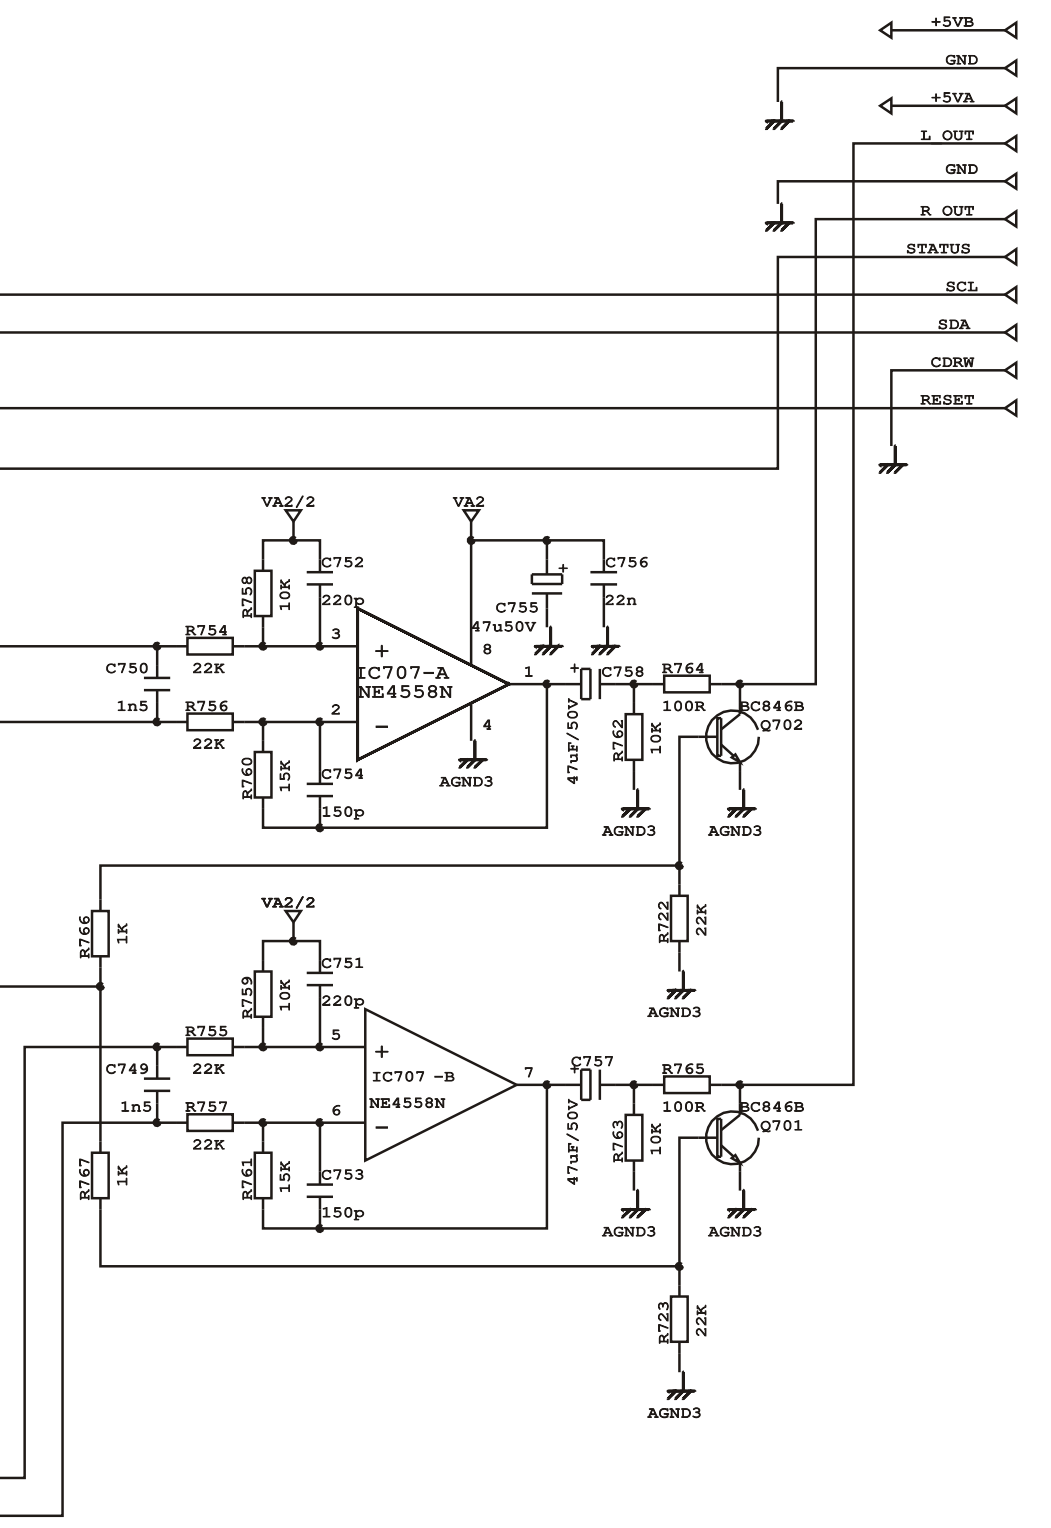 +5VB
GND
+5VA
L OUT
GND
R OUT
STATUS
SCL
SDA
CDRW
RESET
VA2/2
VA2
R758
10K
C752
220p
C755
47u50V
C756
22n
R754
22K
3
8
IC707-A
NE4558N
C750
1n5
R756
22K
2
1
4
AGND3
R760
15K
C754
150p
+
C758
47uF/50V
R764
100R
R762
10K
AGND3
BC846B
Q702
AGND3
R766
1K
R722
22K
AGND3
VA2/2
R759
10K
C751
220p
R755
22K
5
IC707 -B
NE4558N
C749
1n5
R757
22K
6
7
R767
1K
R761
15K
C753
150p
+
C757
47uF/50V
R765
100R
R763
10K
AGND3
BC846B
Q701
AGND3
R723
22K
AGND3